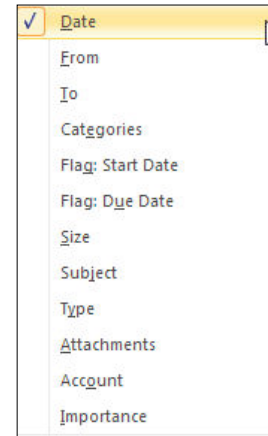 Date
From
To
Categories
Flag: Start Date
Flag: Due Date
Size
Subject
Type
Attachments
Account
Importance